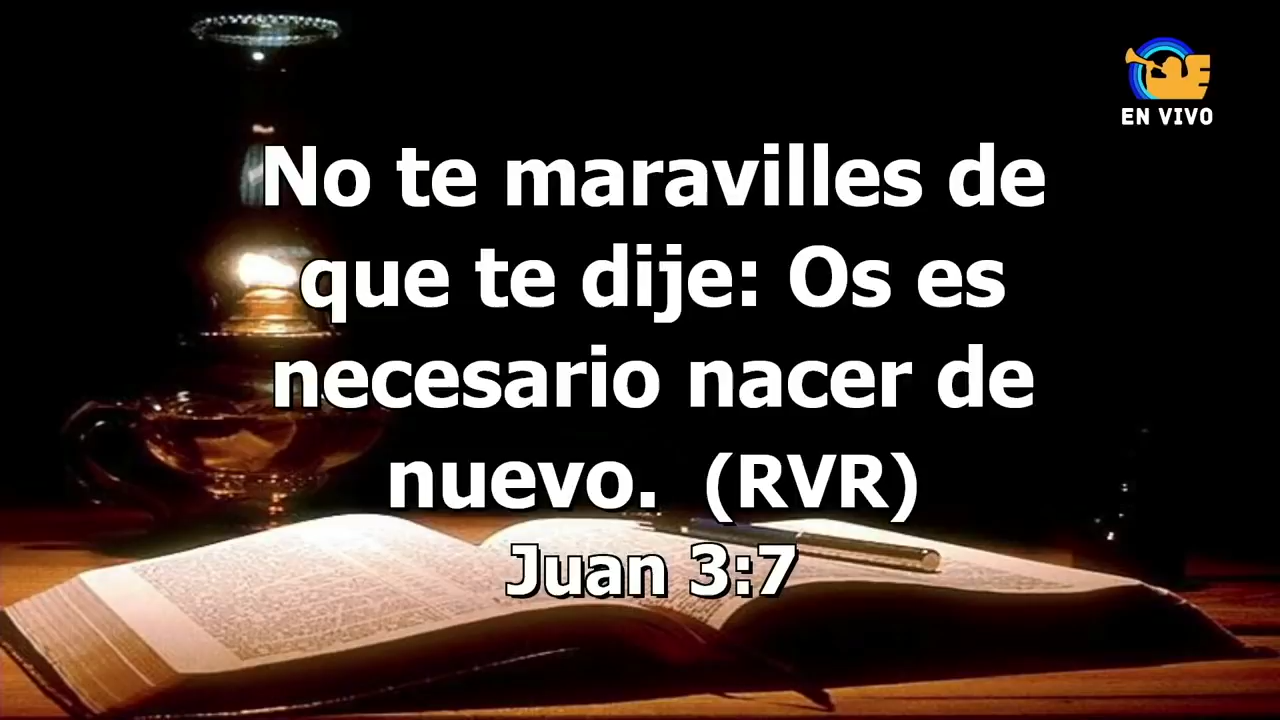 EN VIVO
No te maravilles de
que te dije: Os es
necesario nacer de
nuevo.  (RVR)
Juan 3:7